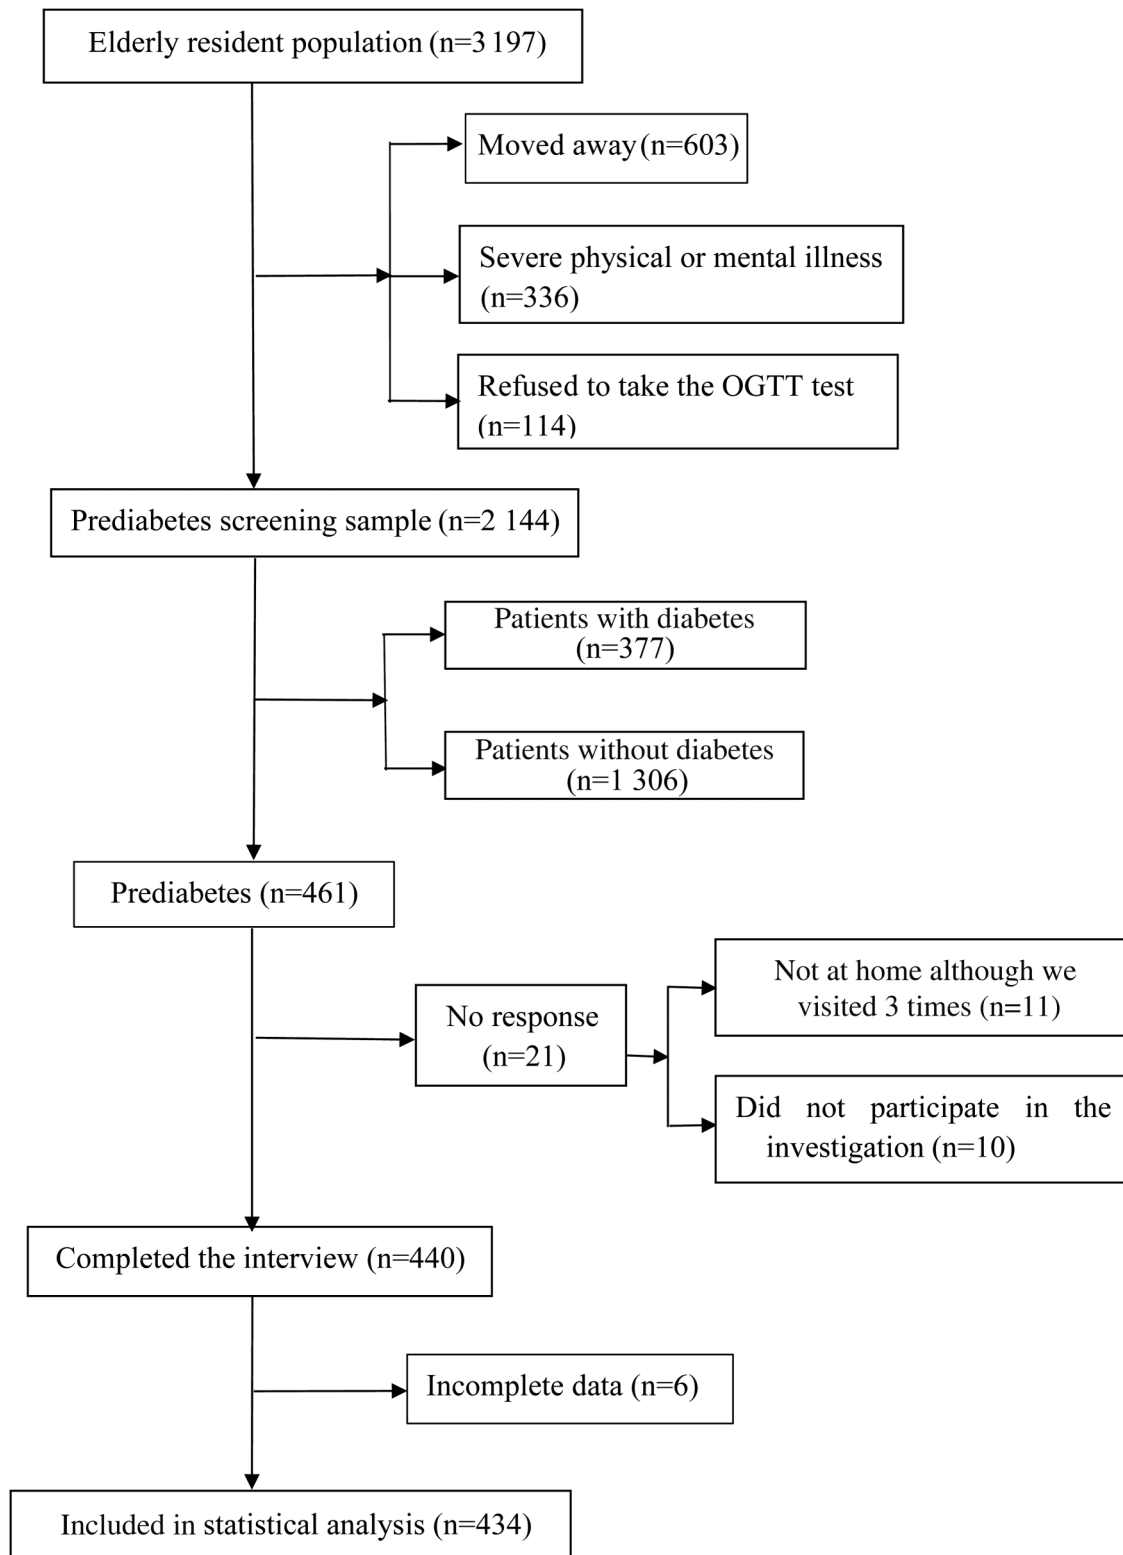 Elderly resident population (n=3 197)
Moved away (n=603)
Severe physical or mental illness
(n=336)
Refused to take the OGTT test
(n=114)
Prediabetes screening sample (n=2 144)
Patients with diabetes
(n=377)
Patients without diabetes
(n=1 306)
Prediabetes (n=461)
No response
(n=21)
Not at home although we
visited 3 times (n=11)
Did not participate in the
investigation (n=10)
Completed the interview (n=440)
Incomplete data (n=6)
Included in statistical analysis (n=434)